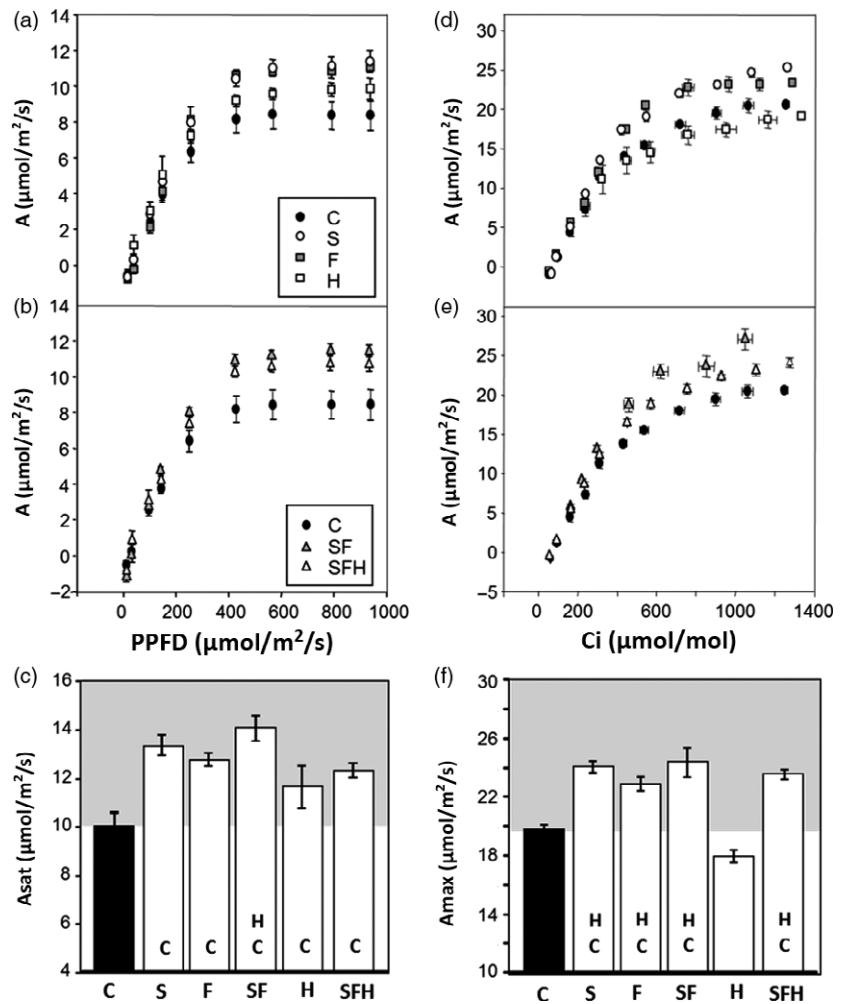 (a)
14
12
10
8
6
4
2
0
A (µmol/m²/s)
C
S
F
H
(b)
14
12
10
8
6
4
2
0
−2
A (µmol/m²/s)
C
SF
SFH
0 200 400 600 800 1000
PPFD (µmol/m²/s)
(c)
16
14
12
10
8
6
4
Asat (µmol/m²/s)
H
C C C C C
C S F SF H SFH
(d)
30
25
20
15
10
5
0
A (µmol/m²/s)
(e)
30
25
20
15
10
5
0
−5
A (µmol/m²/s)
0 200 600 1000 1400
Ci (µmol/mol)
(f)
30
24
22
18
14
10
Amax (µmol/m²/s)
H H H H
C C C C
C S F SF H SFH